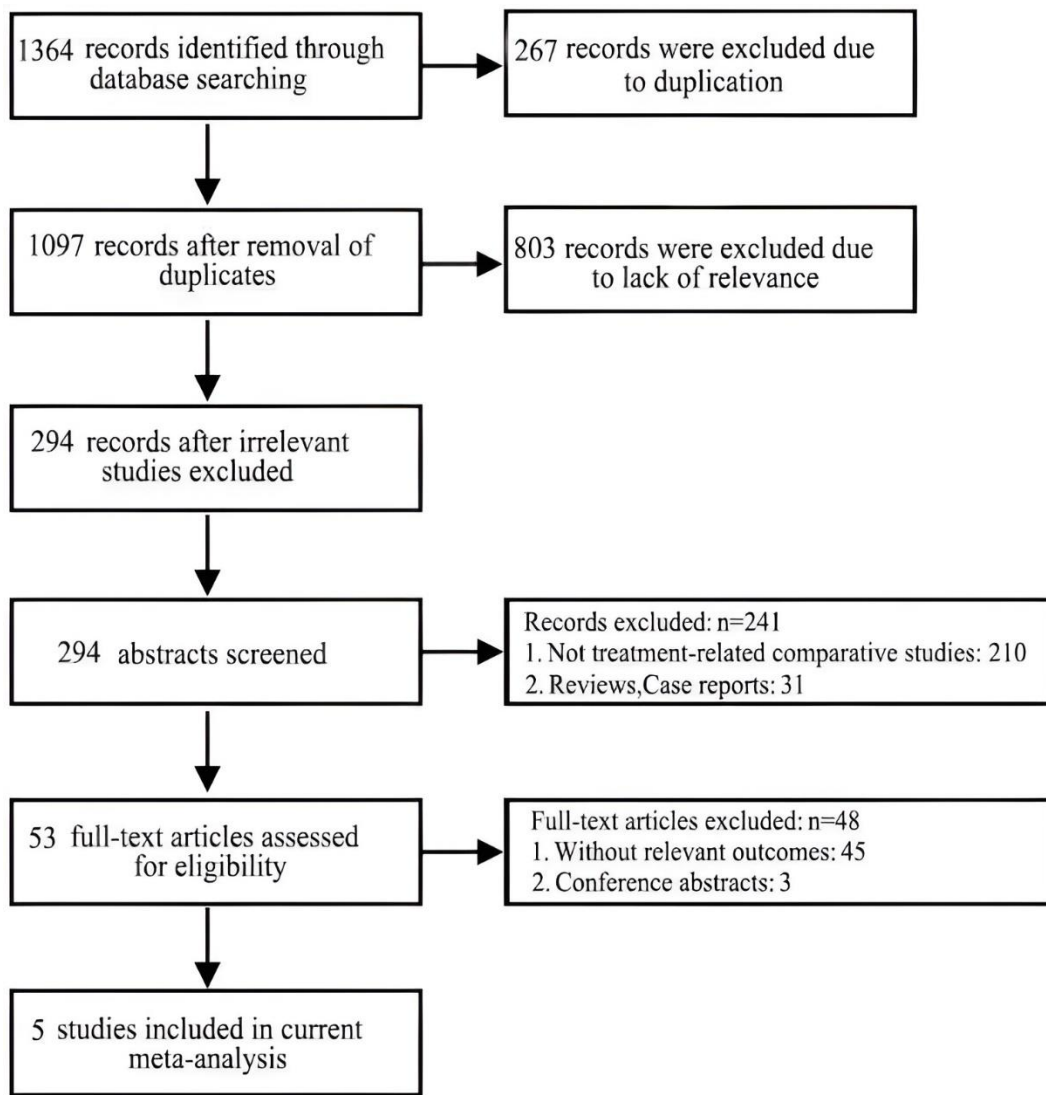 1364 records identified through
database searching
267 records were excluded due
to duplication
1097 records after removal of
duplicates
803 records were excluded due
to lack of relevance
294 records after irrelevant
studies excluded
294 abstracts screened
Records excluded: n=241
1. Not treatment-related comparative studies: 210
2. Reviews,Case reports: 31
53 full-text articles assessed
for eligibility
Full-text articles excluded: n=48
1. Without relevant outcomes: 45
2. Conference abstracts: 3
5 studies included in current
meta-analysis